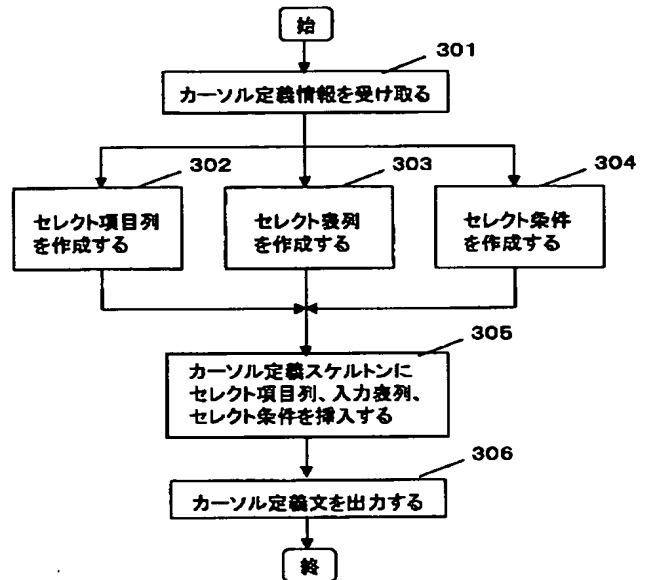 始
301
カーソル定義情報を受け取る
302
303
304
セレクト項目列
を作成する
セレクト表列
を作成する
セレクト条件
を作成する
305
カーソル定義スケルトンに
セレクト項目列、入力表列、
セレクト条件を挿入する
306
カーソル定義文を出力する
終